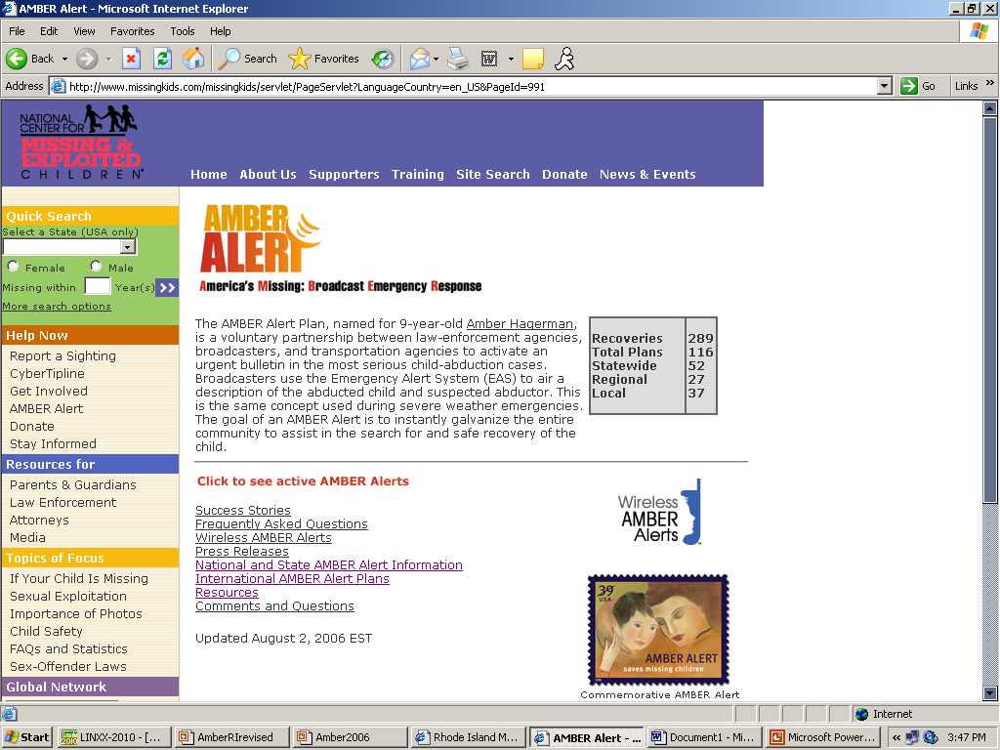 AMBER Alert - Microsoft Internet Explorer
File Edit View Favorites Tools Help
Back Search Favorites
Address http://www.missingkids.com/missingkids/servlet/PageServlet?LanguageCountry=en_US&PageId=991 Go Links »
NATIONAL
CENTER FOR
MISSING &
EXPLOITED
CHILDREN®
Home About Us Supporters Training Site Search Donate News & Events
Quick Search
Select a State (USA only)
Female Male
Missing within Year(s) >>
More search options
Help Now
Report a Sighting
CyberTipline
Get Involved
AMBER Alert
Donate
Stay Informed
Resources for
Parents & Guardians
Law Enforcement
Attorneys
Media
Topics of Focus
If Your Child Is Missing
Sexual Exploitation
Importance of Photos
Child Safety
FAQs and Statistics
Sex-Offender Laws
Global Network
AMBER
ALERT
America's Missing: Broadcast Emergency Response
The AMBER Alert Plan, named for 9-year-old Amber Hagerman,
is a voluntary partnership between law-enforcement agencies,
broadcasters, and transportation agencies to activate an
urgent bulletin in the most serious child-abduction cases.
Broadcasters use the Emergency Alert System (EAS) to air a
description of the abducted child and suspected abductor. This
is the same concept used during severe weather emergencies.
The goal of an AMBER Alert is to instantly galvanize the entire
community to assist in the search for and safe recovery of the
child.
Recoveries 289
Total Plans 116
Statewide 52
Regional 27
Local 37
Click to see active AMBER Alerts
Success Stories
Frequently Asked Questions
Wireless AMBER Alerts
Press Releases
National and State AMBER Alert Information
International AMBER Alert Plans
Resources
Comments and Questions
Updated August 2, 2006 EST
Wireless
AMBER
Alerts
39
USA
AMBER ALERT
saves missing children
Commemorative AMBER Alert
Internet
Start LINXX-2010 - [... AmberRIrevised Amber2006 Rhode Island M... AMBER Alert - ... Document1 - Mi... Microsoft Power... « 3:47 PM